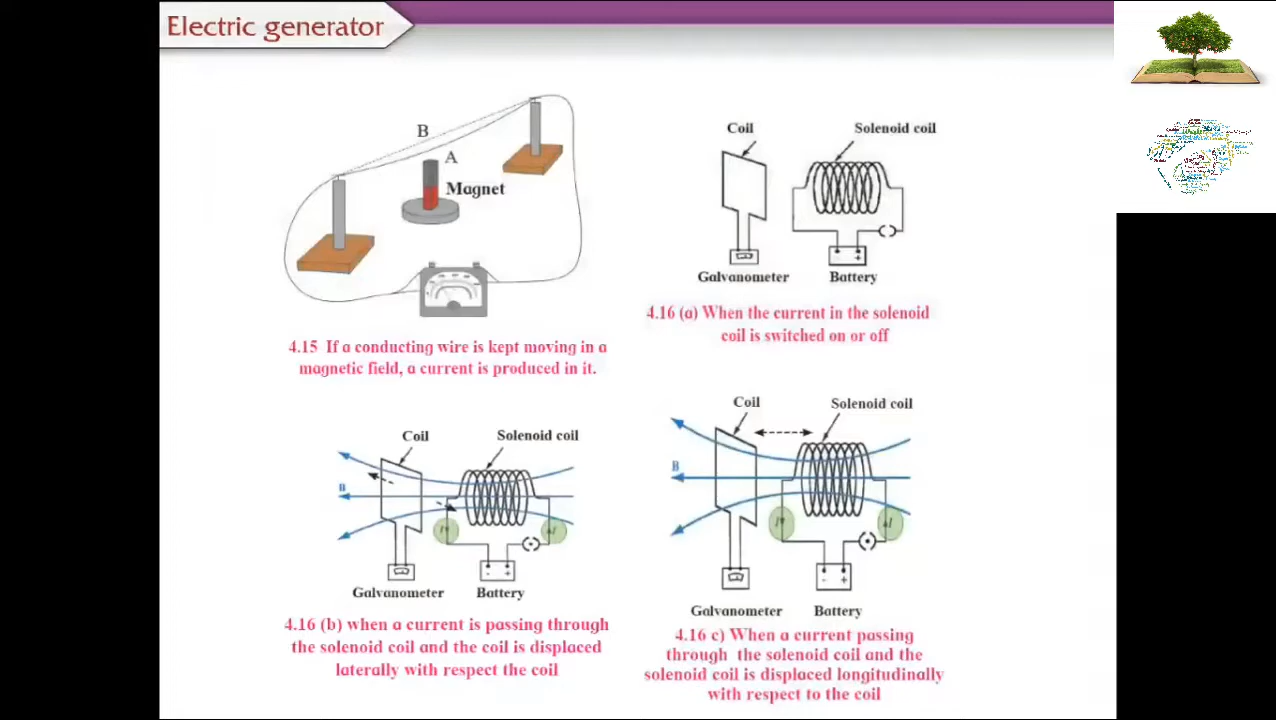 Electric generator
B
A
Magnet
4.15 If a conducting wire is kept moving in a
magnetic field, a current is produced in it.
Coil
Solenoid coil
- +
Galvanometer
Battery
4.16 (a) When the current in the solenoid
coil is switched on or off
Coil
Solenoid coil
B
I
I
- +
Galvanometer
Battery
4.16 (b) when a current is passing through
the solenoid coil and the coil is displaced
laterally with respect the coil
Coil
Solenoid coil
B
I
I
- +
Galvanometer
Battery
4.16 c) When a current passing
through the solenoid coil and the
solenoid coil is displaced longitudinally
with respect to the coil